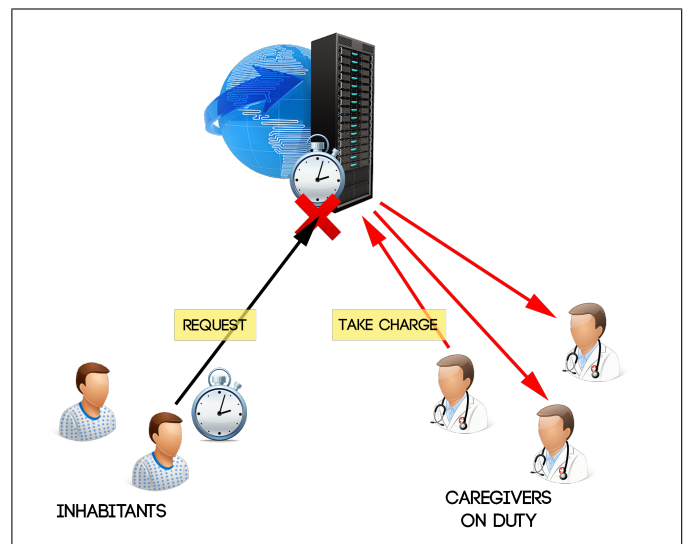 REQUEST
TAKE CHARGE
INHABITANTS
CAREGIVERS
ON DUTY